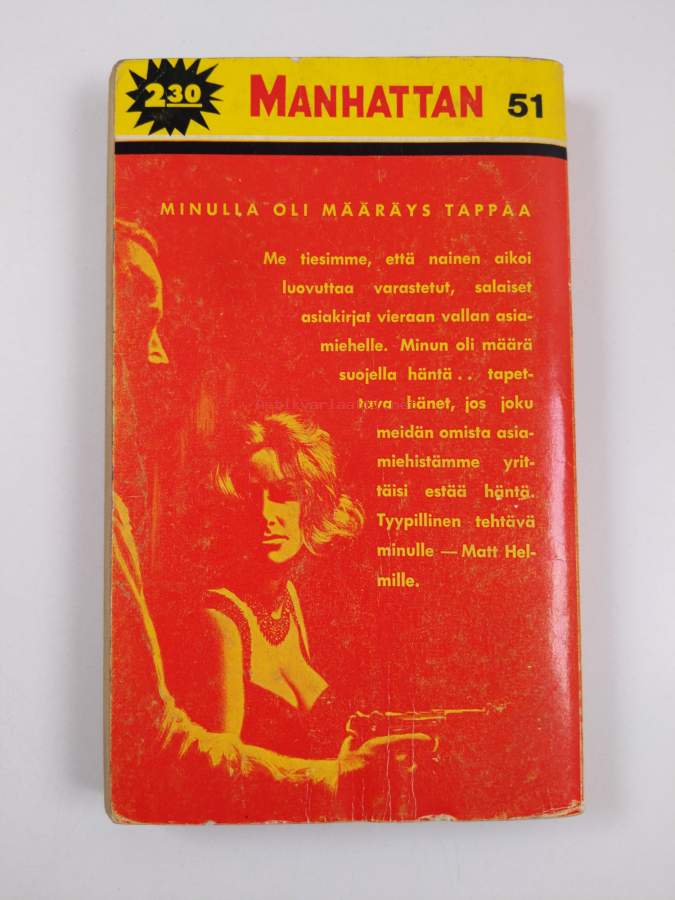 2 30 MANHATTAN 51
MINULLA OLI MÄÄRÄYS TAPPAA
Me tiesimme, että nainen aikoi
luovuttaa varastetut, salaiset
asiakirjat vieraan vallan asia-
miehelle. Minun oli määrä
suojella häntä . . tapet-
tava hänet, jos joku
meidän omista asia-
miehistämme yrit-
täisi estää häntä.
Tyypillinen tehtävä
minulle — Matt Hel-
mille.